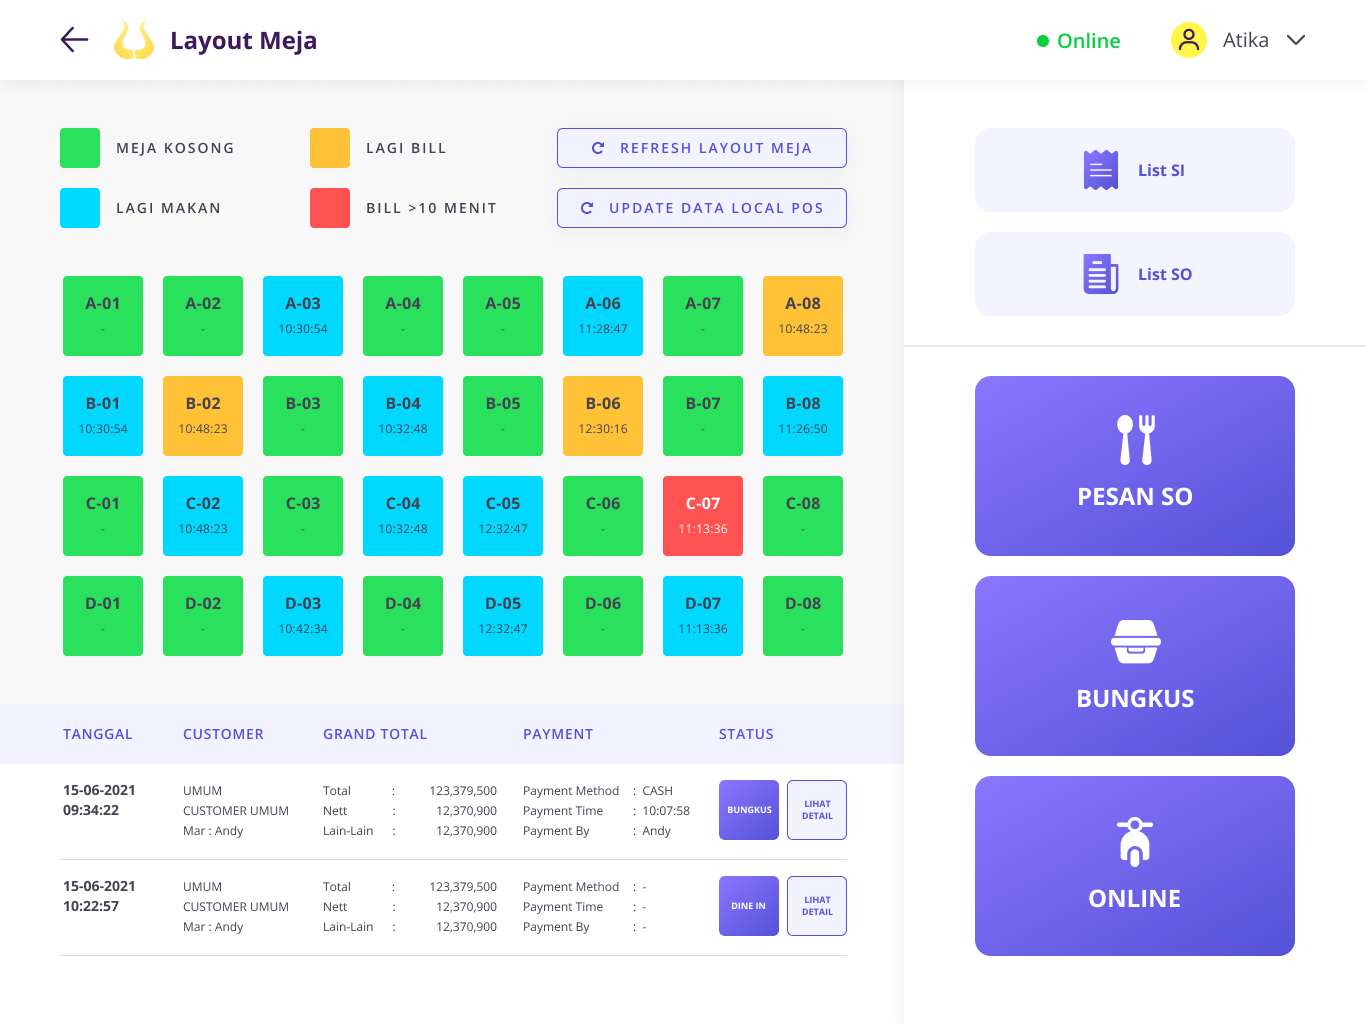 Layout Meja
Online
Atika
MEJA KOSONG
LAGI BILL
REFRESH LAYOUT MEJA
LAGI MAKAN
BILL >10 MENIT
UPDATE DATA LOCAL POS
A-01 A-02 A-03 A-04 A-05 A-06 A-07 A-08
- - 10:30:54 - - 11:28:47 - 10:48:23
B-01 B-02 B-03 B-04 B-05 B-06 B-07 B-08
10:30:54 10:48:23 - 10:32:48 - 12:30:16 - 11:26:50
C-01 C-02 C-03 C-04 C-05 C-06 C-07 C-08
- 10:48:23 - 10:32:48 12:32:47 - 11:13:36 -
D-01 D-02 D-03 D-04 D-05 D-06 D-07 D-08
- - 10:42:34 - 12:32:47 - 11:13:36 -
TANGGAL CUSTOMER GRAND TOTAL PAYMENT STATUS
15-06-2021
09:34:22
UMUM
CUSTOMER UMUM
Mar : Andy
Total : 123,379,500
Nett : 12,370,900
Lain-Lain : 12,370,900
Payment Method : CASH
Payment Time : 10:07:58
Payment By : Andy
BUNGKUS
LIHAT
DETAIL
15-06-2021
10:22:57
UMUM
CUSTOMER UMUM
Mar : Andy
Total : 123,379,500
Nett : 12,370,900
Lain-Lain : 12,370,900
Payment Method : -
Payment Time : -
Payment By : -
DINE IN
LIHAT
DETAIL
List SI
List SO
PESAN SO
BUNGKUS
ONLINE